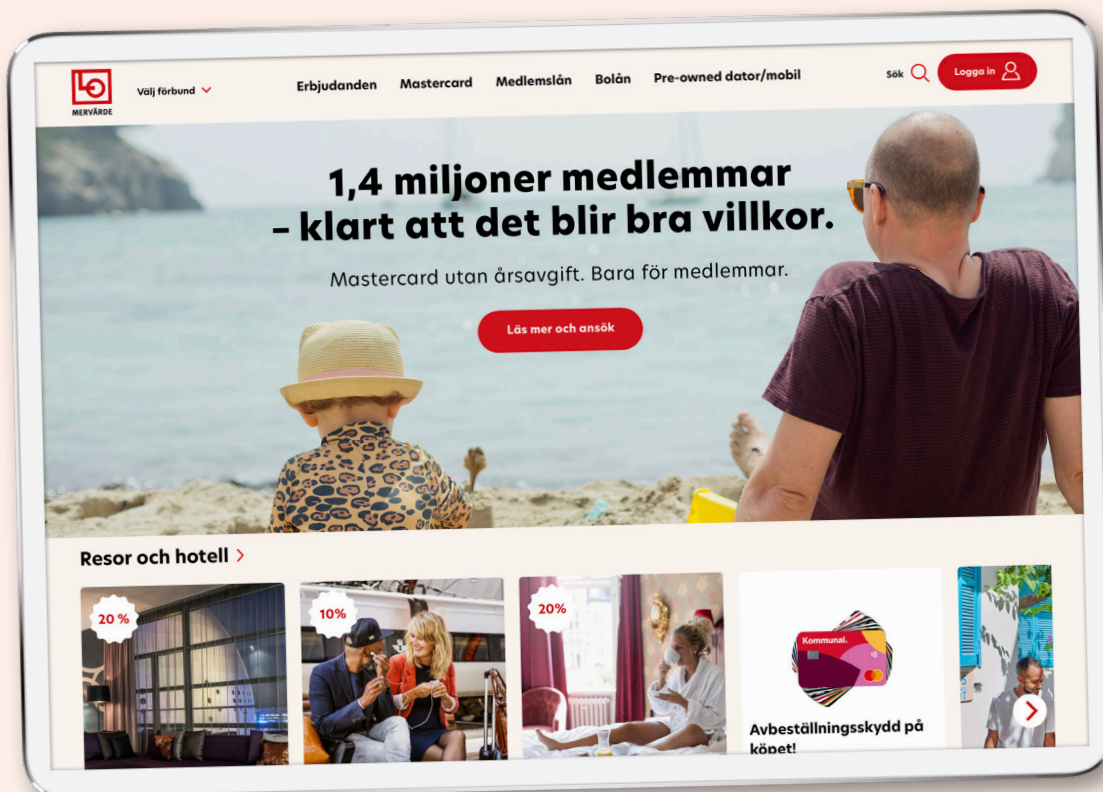 LO
MERVÄRDE
Välj förbund
Erbjudanden
Mastercard
Medlemslån
Bolån
Pre-owned dator/mobil
Sök
Logga in
1,4 miljoner medlemmar
– klart att det blir bra villkor.
Mastercard utan årsavgift. Bara för medlemmar.
Läs mer och ansök
Resor och hotell
20 %
10%
20%
Kommunal.
Avbeställningsskydd på
köpet!